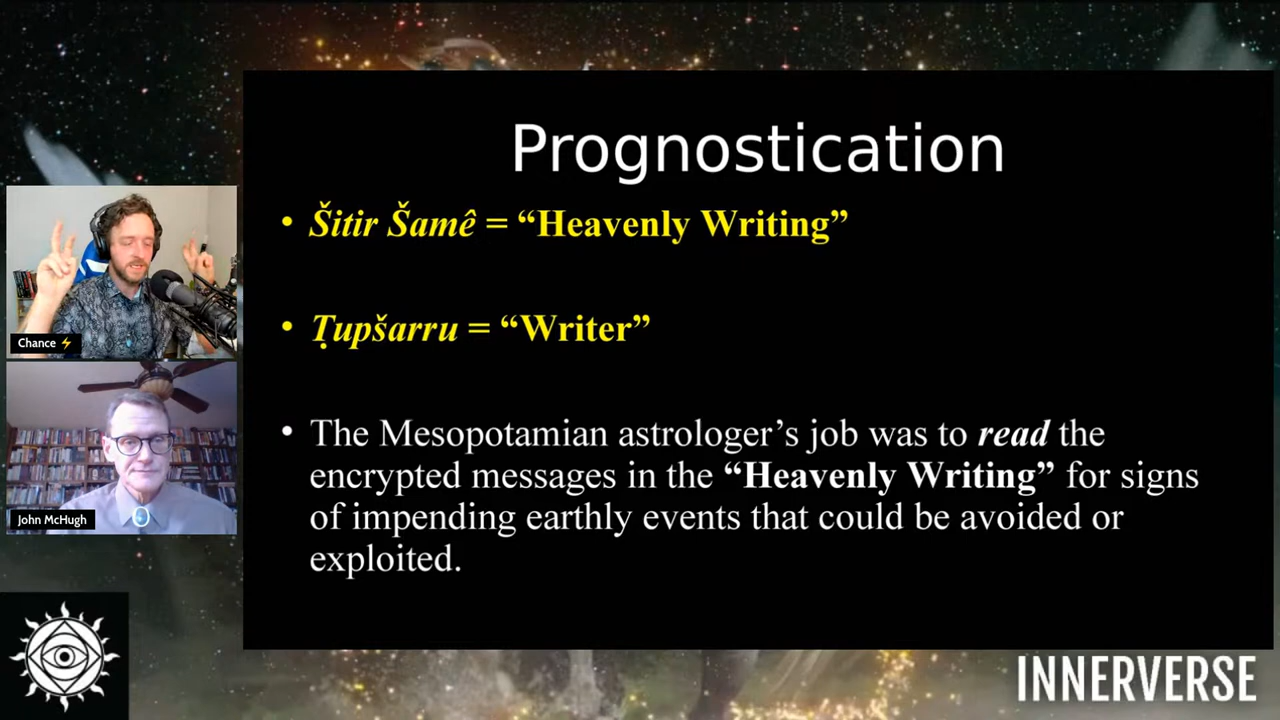 Prognostication
• Šitir Šamê = “Heavenly Writing”
• Ṭupšarru = “Writer”
• The Mesopotamian astrologer’s job was to read the
encrypted messages in the “Heavenly Writing” for signs
of impending earthly events that could be avoided or
exploited.
Chance⚡
John McHugh
INNERVERSE